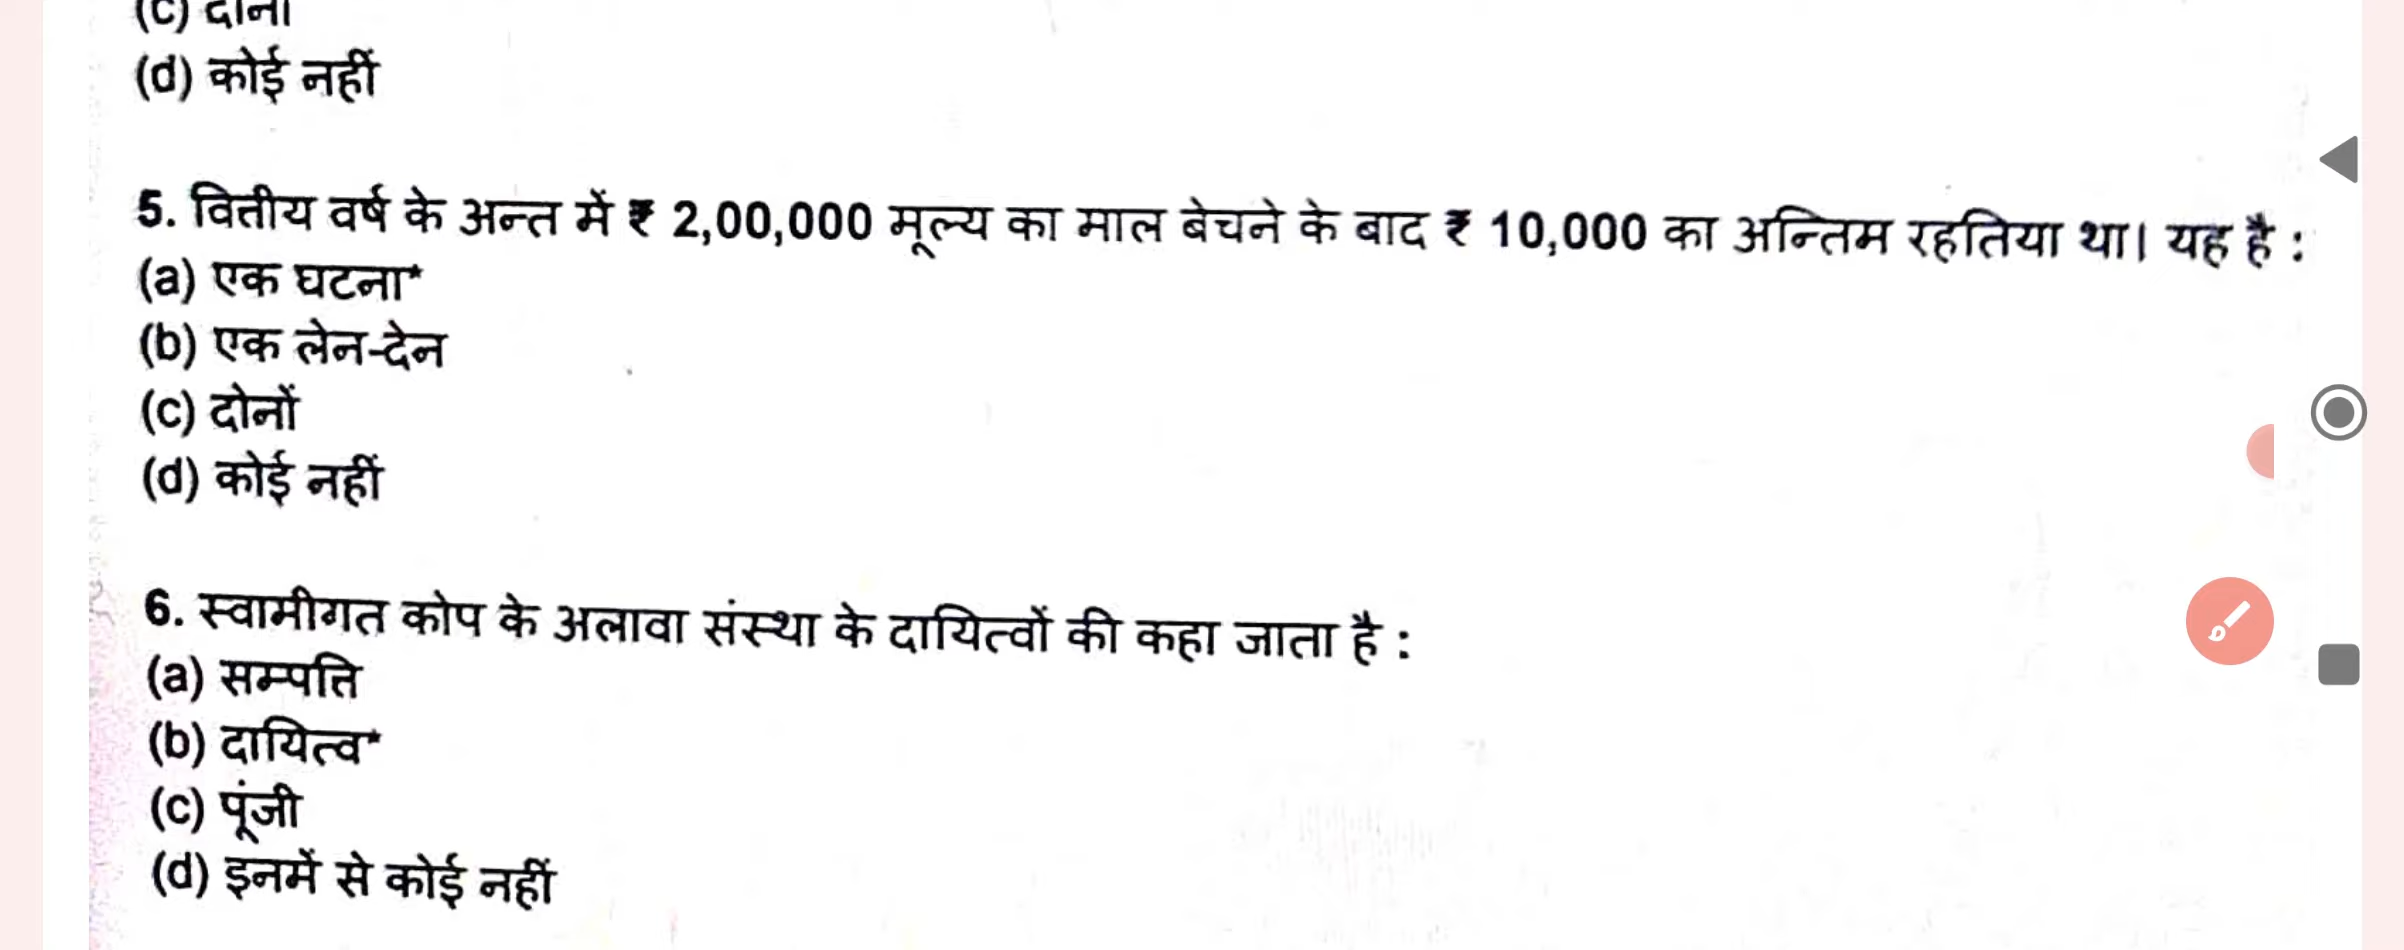 (c) दोनों
(d) कोई नहीं
5. वितीय वर्ष के अन्त में ₹ 2,00,000 मूल्य का माल बेचने के बाद ₹ 10,000 का अन्तिम रहतिया था। यह है :
(a) एक घटना*
(b) एक लेन-देन
(c) दोनों
(d) कोई नहीं
6. स्वामीगत कोप के अलावा संस्था के दायित्वों की कहा जाता है :
(a) सम्पत्ति
(b) दायित्व*
(c) पूंजी
(d) इनमें से कोई नहीं